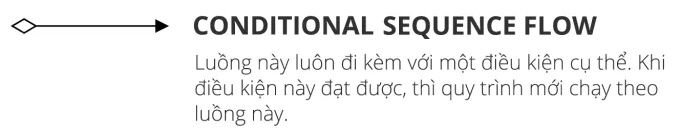 CONDITIONAL SEQUENCE FLOW
Luồng này luôn đi kèm với một điều kiện cụ thể. Khi
điều kiện này đạt được, thì quy trình mới chạy theo
luồng này.